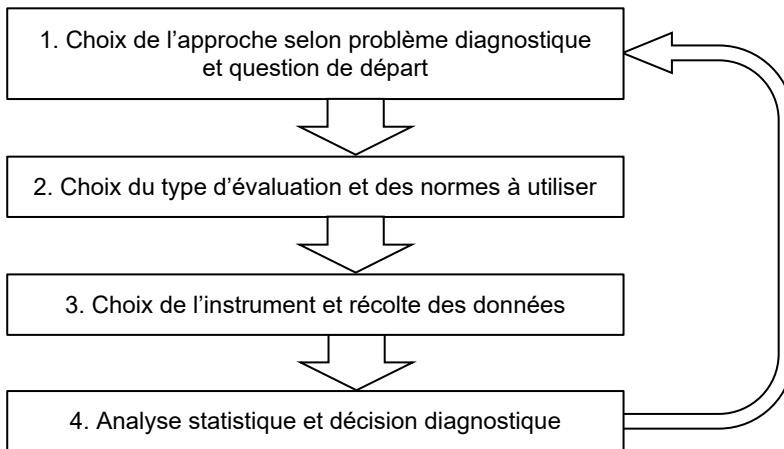 1. Choix de l’approche selon problème diagnostique
et question de départ
2. Choix du type d’évaluation et des normes à utiliser
3. Choix de l’instrument et récolte des données
4. Analyse statistique et décision diagnostique